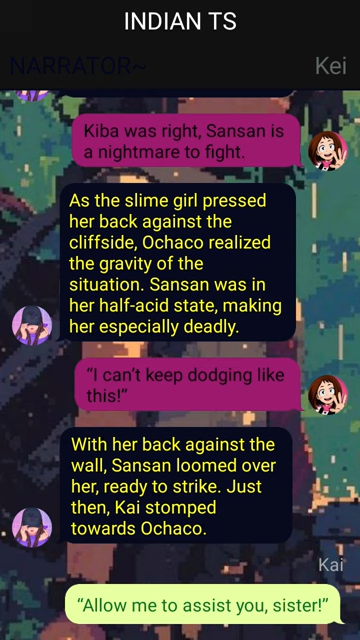 INDIAN TS
NARRATOR~
Kei
Kiba was right, Sansan is
a nightmare to fight.
As the slime girl pressed
her back against the
cliffside, Ochaco realized
the gravity of the
situation. Sansan was in
her half-acid state, making
her especially deadly.
“I can’t keep dodging like
this!”
With her back against the
wall, Sansan loomed over
her, ready to strike. Just
then, Kai stomped
towards Ochaco.
Kai
“Allow me to assist you, sister!”